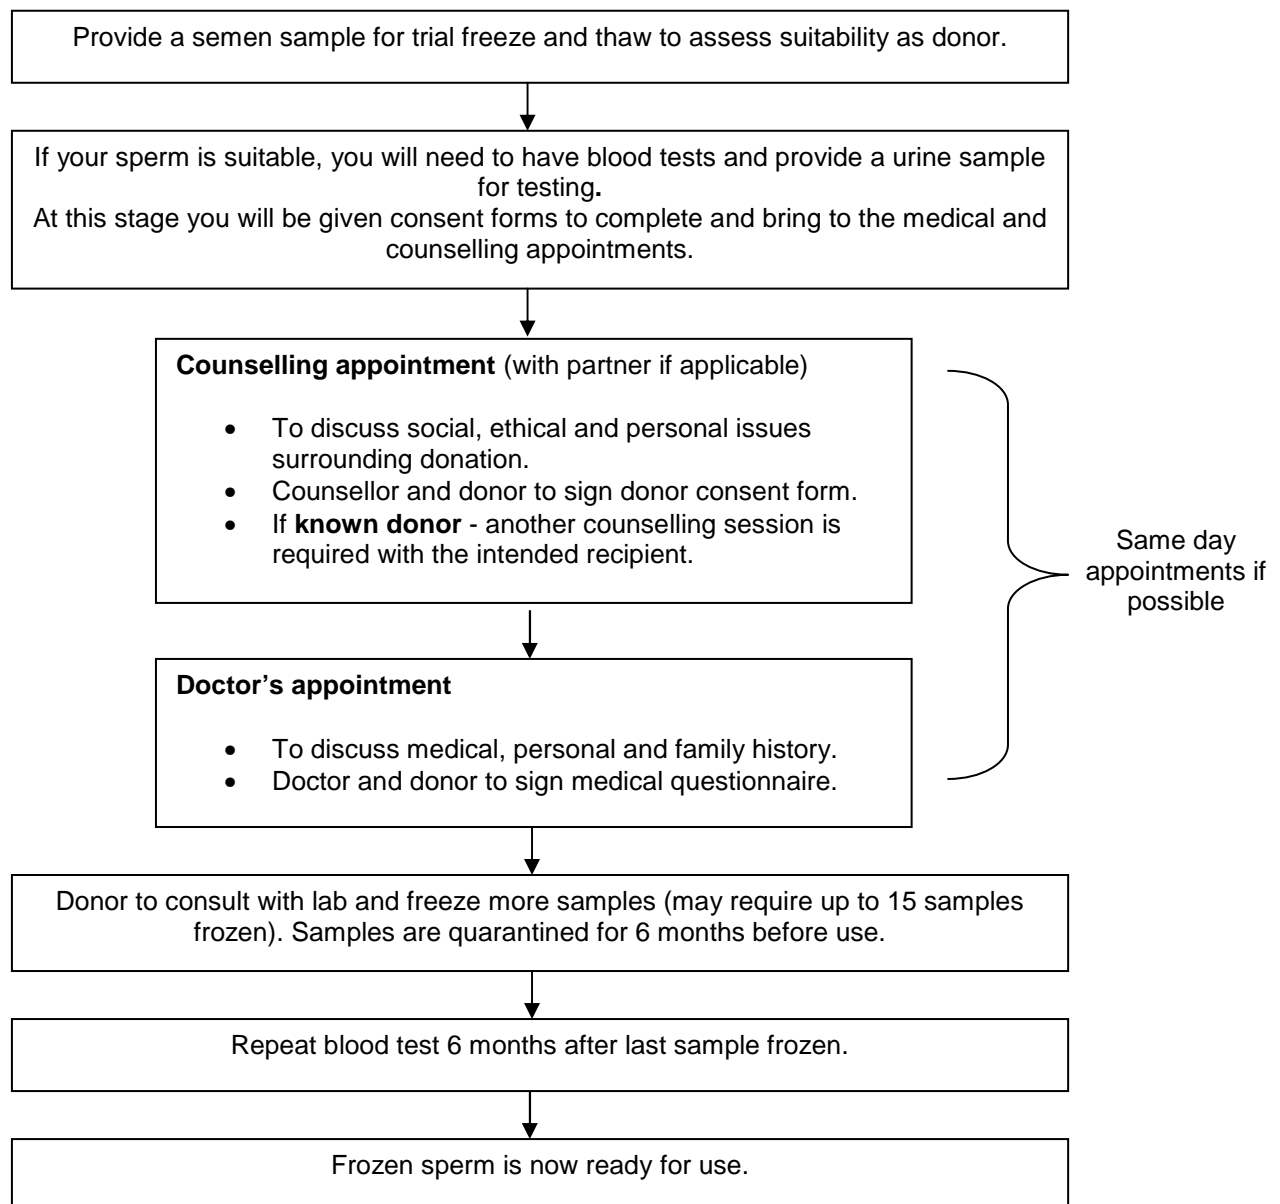 Provide a semen sample for trial freeze and thaw to assess suitability as donor.
If your sperm is suitable, you will need to have blood tests and provide a urine sample
for testing.
At this stage you will be given consent forms to complete and bring to the medical and
counselling appointments.
Counselling appointment (with partner if applicable)
• To discuss social, ethical and personal issues
surrounding donation.
• Counsellor and donor to sign donor consent form.
• If known donor - another counselling session is
required with the intended recipient.
Same day
appointments if
possible
Doctor’s appointment
• To discuss medical, personal and family history.
• Doctor and donor to sign medical questionnaire.
Donor to consult with lab and freeze more samples (may require up to 15 samples
frozen). Samples are quarantined for 6 months before use.
Repeat blood test 6 months after last sample frozen.
Frozen sperm is now ready for use.